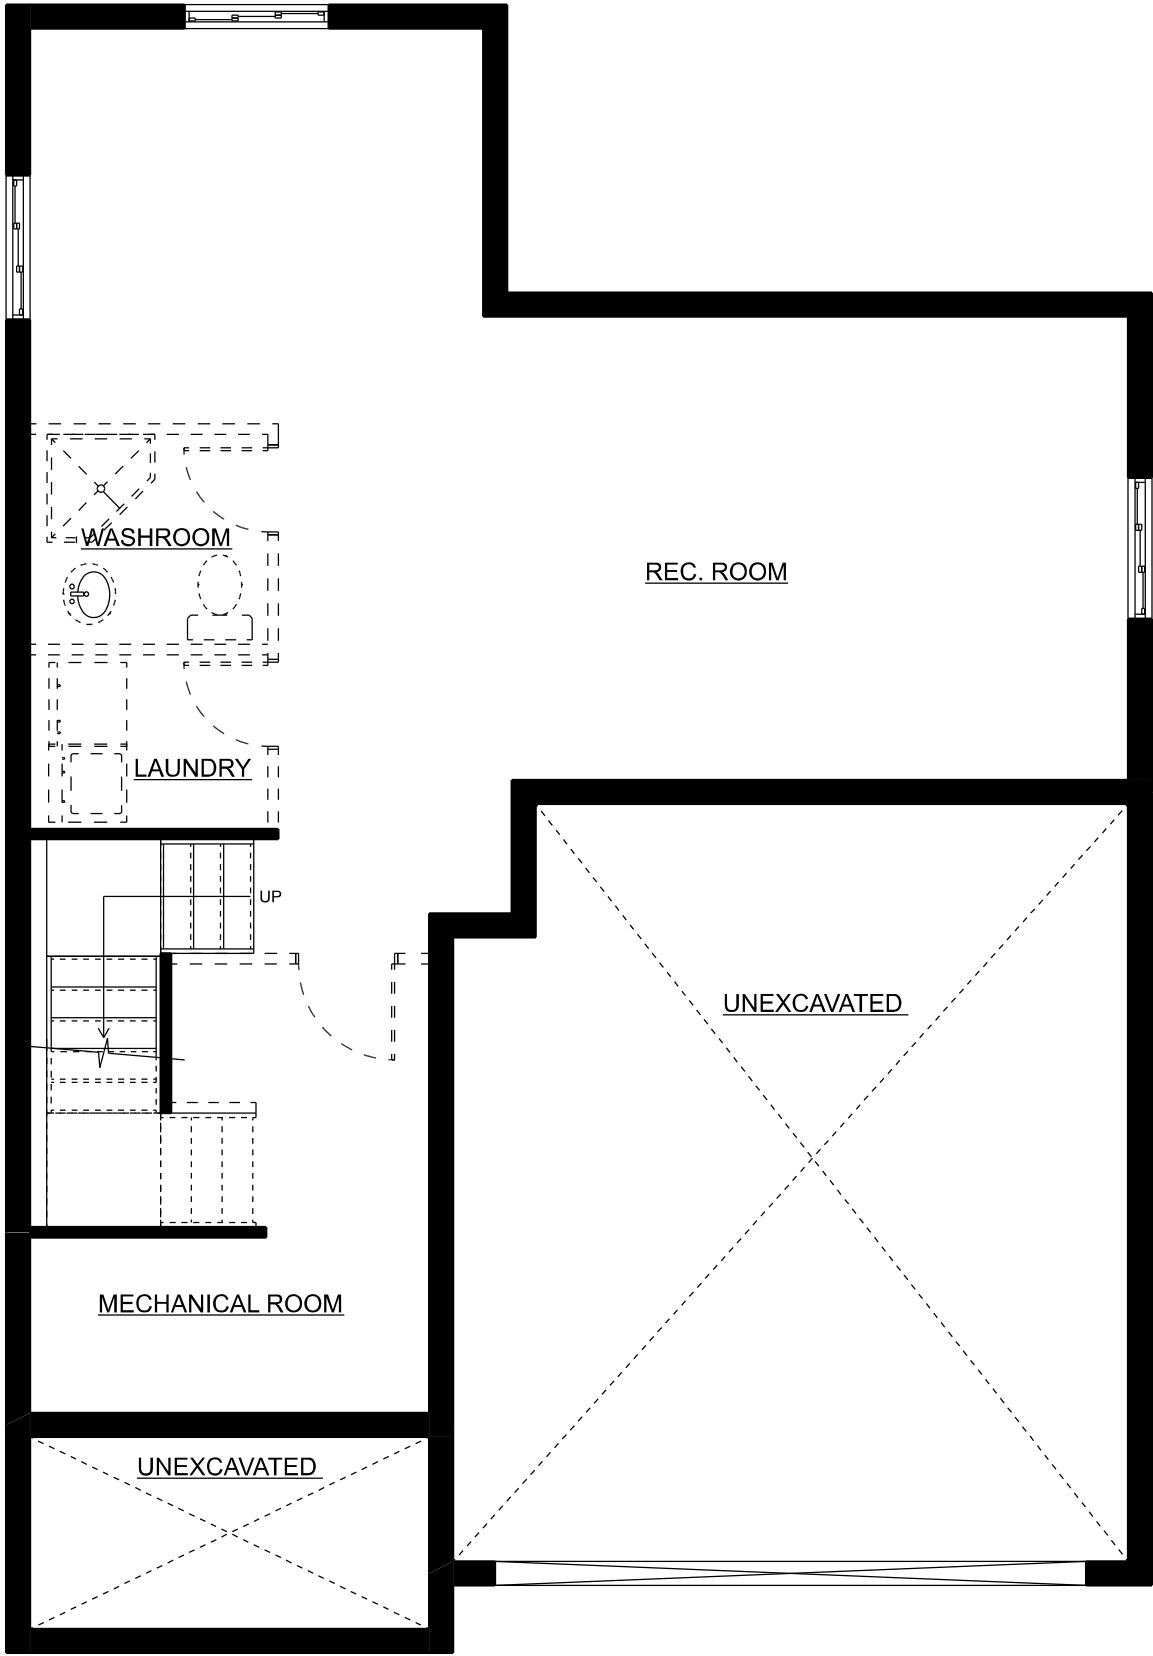 WASHROOM
REC. ROOM
LAUNDRY
UP
UNEXCAVATED
MECHANICAL ROOM
UNEXCAVATED